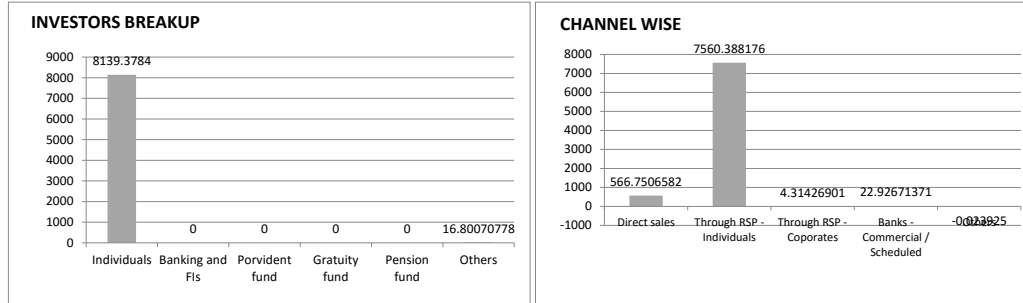 INVESTORS BREAKUP
9000
8000
7000
6000
5000
4000
3000
2000
1000
0
8139.3784
0
0
0
0
16.80070778
Individuals
Banking and
FIs
Porvident
fund
Gratuity
fund
Pension
fund
Others
CHANNEL WISE
8000
7000
6000
5000
4000
3000
2000
1000
0
-1000
566.7506582
7560.388176
4.31426901
22.92671371
-0.023925
Direct sales
Through RSP -
Individuals
Through RSP -
Coporates
Banks -
Commercial /
Scheduled
Others